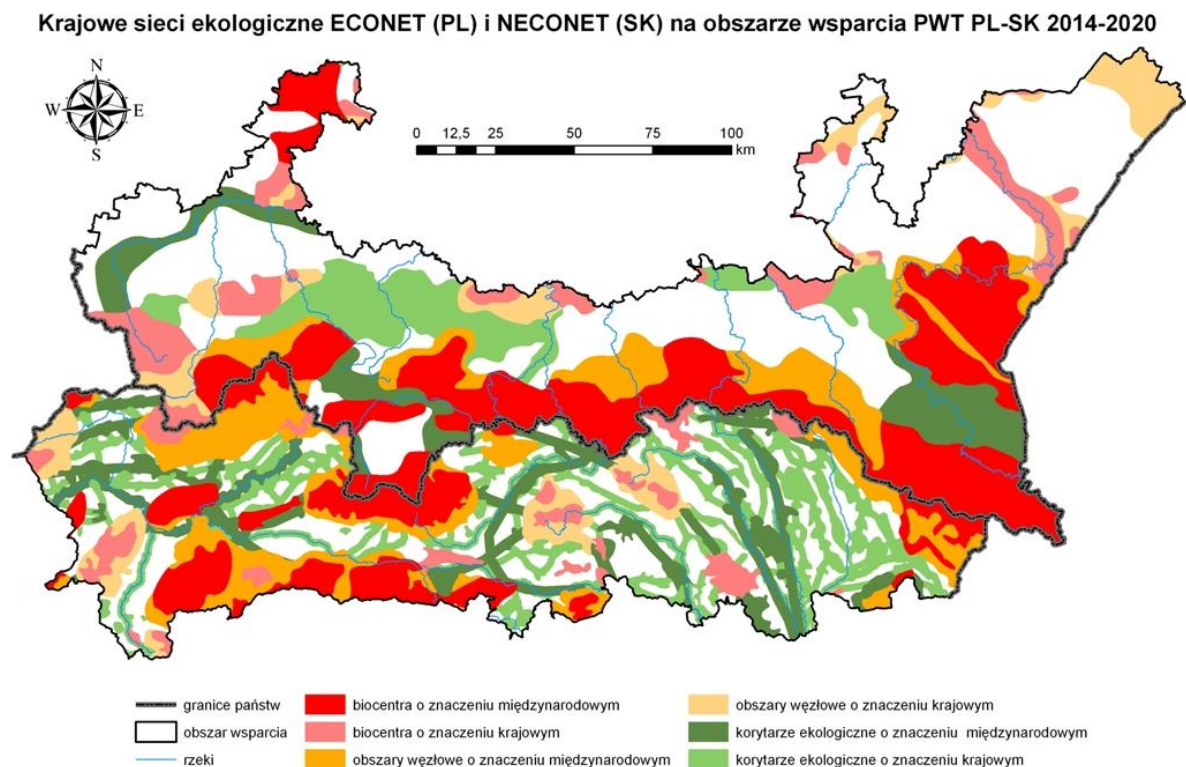 Krajowe sieci ekologiczne ECONET (PL) i NECONET (SK) na obszarze wsparcia PWT PL-SK 2014-2020
N
W E
S
0 12,5 25 50 75 100
km
granice państw
obszar wsparcia
rzeki
biocentra o znaczeniu międzynarodowym
biocentra o znaczeniu krajowym
obszary węzłowe o znaczeniu międzynarodowym
obszary węzłowe o znaczeniu krajowym
korytarze ekologiczne o znaczeniu międzynarodowym
korytarze ekologiczne o znaczeniu krajowym